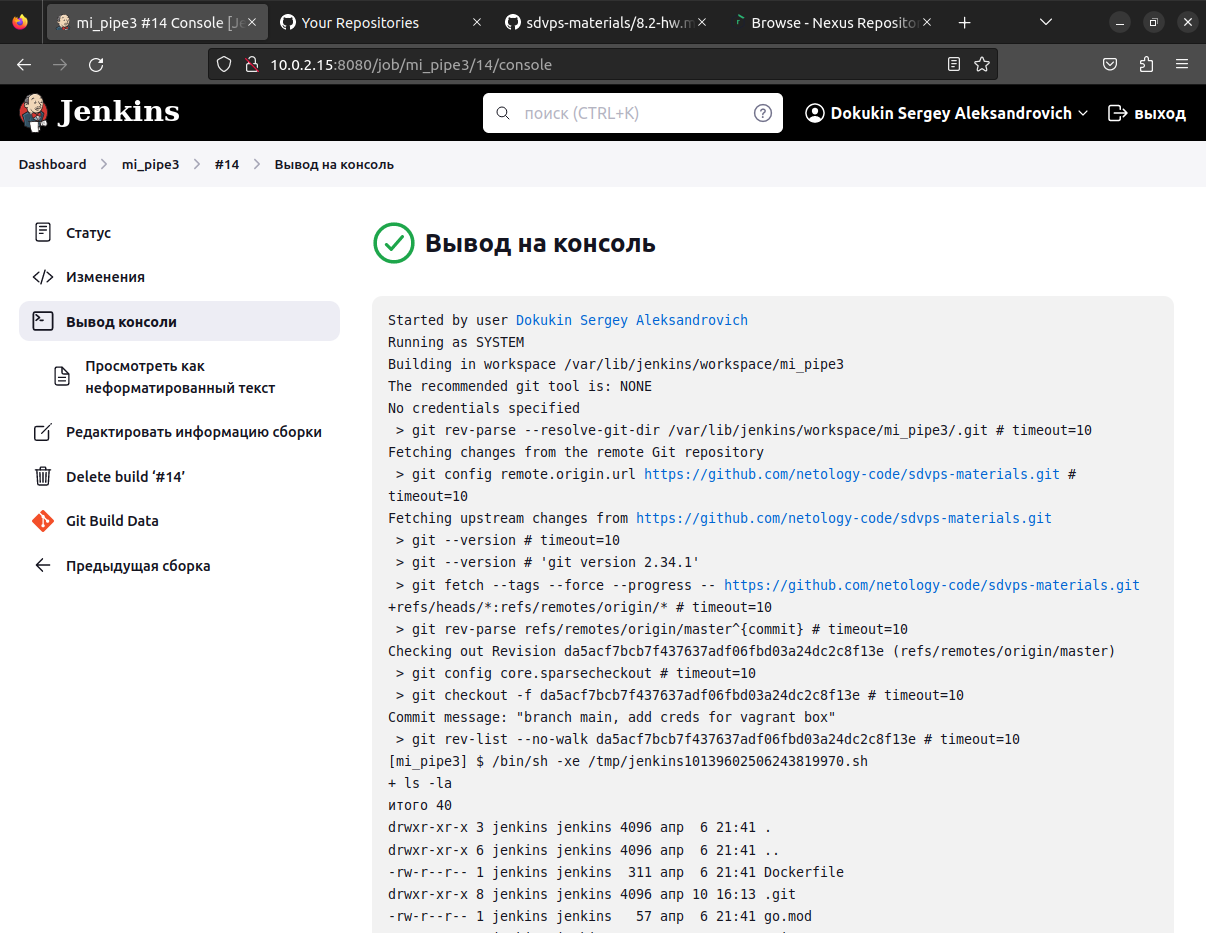 mi_pipe3 #14 Console [Je
Your Repositories
sdvps-materials/8.2-hw.m
Browse - Nexus Repositor
10.0.2.15:8080/job/mi_pipe3/14/console
Jenkins
поиск (CTRL+K)
Dokukin Sergey Aleksandrovich
выход
Dashboard
mi_pipe3
#14
Вывод на консоль
Статус
Изменения
Вывод консоли
Просмотреть как
неформатированный текст
Редактировать информацию сборки
Delete build ‘#14’
Git Build Data
Предыдущая сборка
Вывод на консоль
Started by user Dokukin Sergey Aleksandrovich
Running as SYSTEM
Building in workspace /var/lib/jenkins/workspace/mi_pipe3
The recommended git tool is: NONE
No credentials specified
 > git rev-parse --resolve-git-dir /var/lib/jenkins/workspace/mi_pipe3/.git # timeout=10
Fetching changes from the remote Git repository
 > git config remote.origin.url https://github.com/netology-code/sdvps-materials.git #
timeout=10
Fetching upstream changes from https://github.com/netology-code/sdvps-materials.git
 > git --version # timeout=10
 > git --version # 'git version 2.34.1'
 > git fetch --tags --force --progress -- https://github.com/netology-code/sdvps-materials.git
+refs/heads/*:refs/remotes/origin/* # timeout=10
 > git rev-parse refs/remotes/origin/master^{commit} # timeout=10
Checking out Revision da5acf7bcb7f437637adf06fbd03a24dc2c8f13e (refs/remotes/origin/master)
 > git config core.sparsecheckout # timeout=10
 > git checkout -f da5acf7bcb7f437637adf06fbd03a24dc2c8f13e # timeout=10
Commit message: "branch main, add creds for vagrant box"
 > git rev-list --no-walk da5acf7bcb7f437637adf06fbd03a24dc2c8f13e # timeout=10
[mi_pipe3] $ /bin/sh -xe /tmp/jenkins10139602506243819970.sh
+ ls -la
итого 40
drwxr-xr-x 3 jenkins jenkins 4096 апр  6 21:41 .
drwxr-xr-x 6 jenkins jenkins 4096 апр  6 21:41 ..
-rw-r--r-- 1 jenkins jenkins  311 апр  6 21:41 Dockerfile
drwxr-xr-x 8 jenkins jenkins 4096 апр 10 16:13 .git
-rw-r--r-- 1 jenkins jenkins   57 апр  6 21:41 go.mod